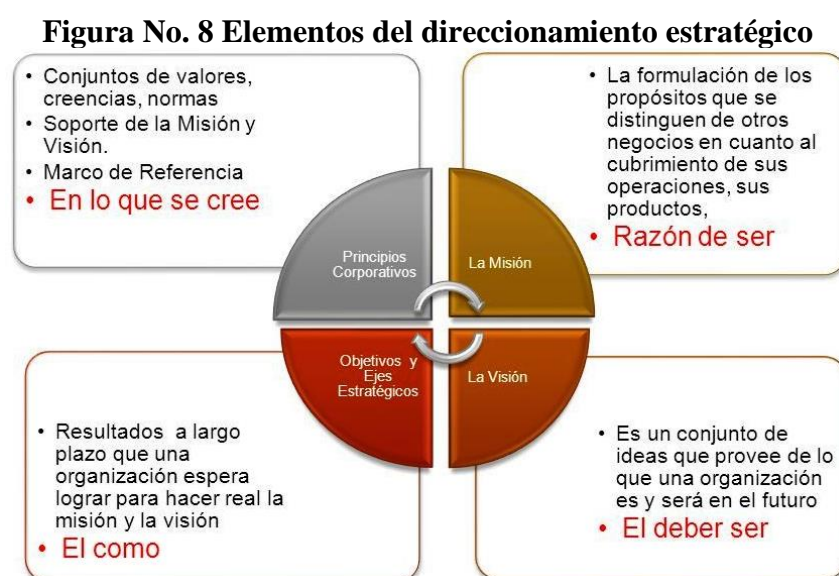 Figura No. 8 Elementos del direccionamiento estratégico
• Conjuntos de valores,
creencias, normas
• Soporte de la Misión y
Visión.
• Marco de Referencia
• En lo que se cree
• La formulación de los
propósitos que se
distinguen de otros
negocios en cuanto al
cubrimiento de sus
operaciones, sus
productos,
• Razón de ser
Principios
Corporativos
La Misión
Objetivos y
Ejes
Estratégicos
La Visión
• Resultados a largo
plazo que una
organización espera
lograr para hacer real la
misión y la visión
• El como
• Es un conjunto de
ideas que provee de lo
que una organización
es y será en el futuro
• El deber ser